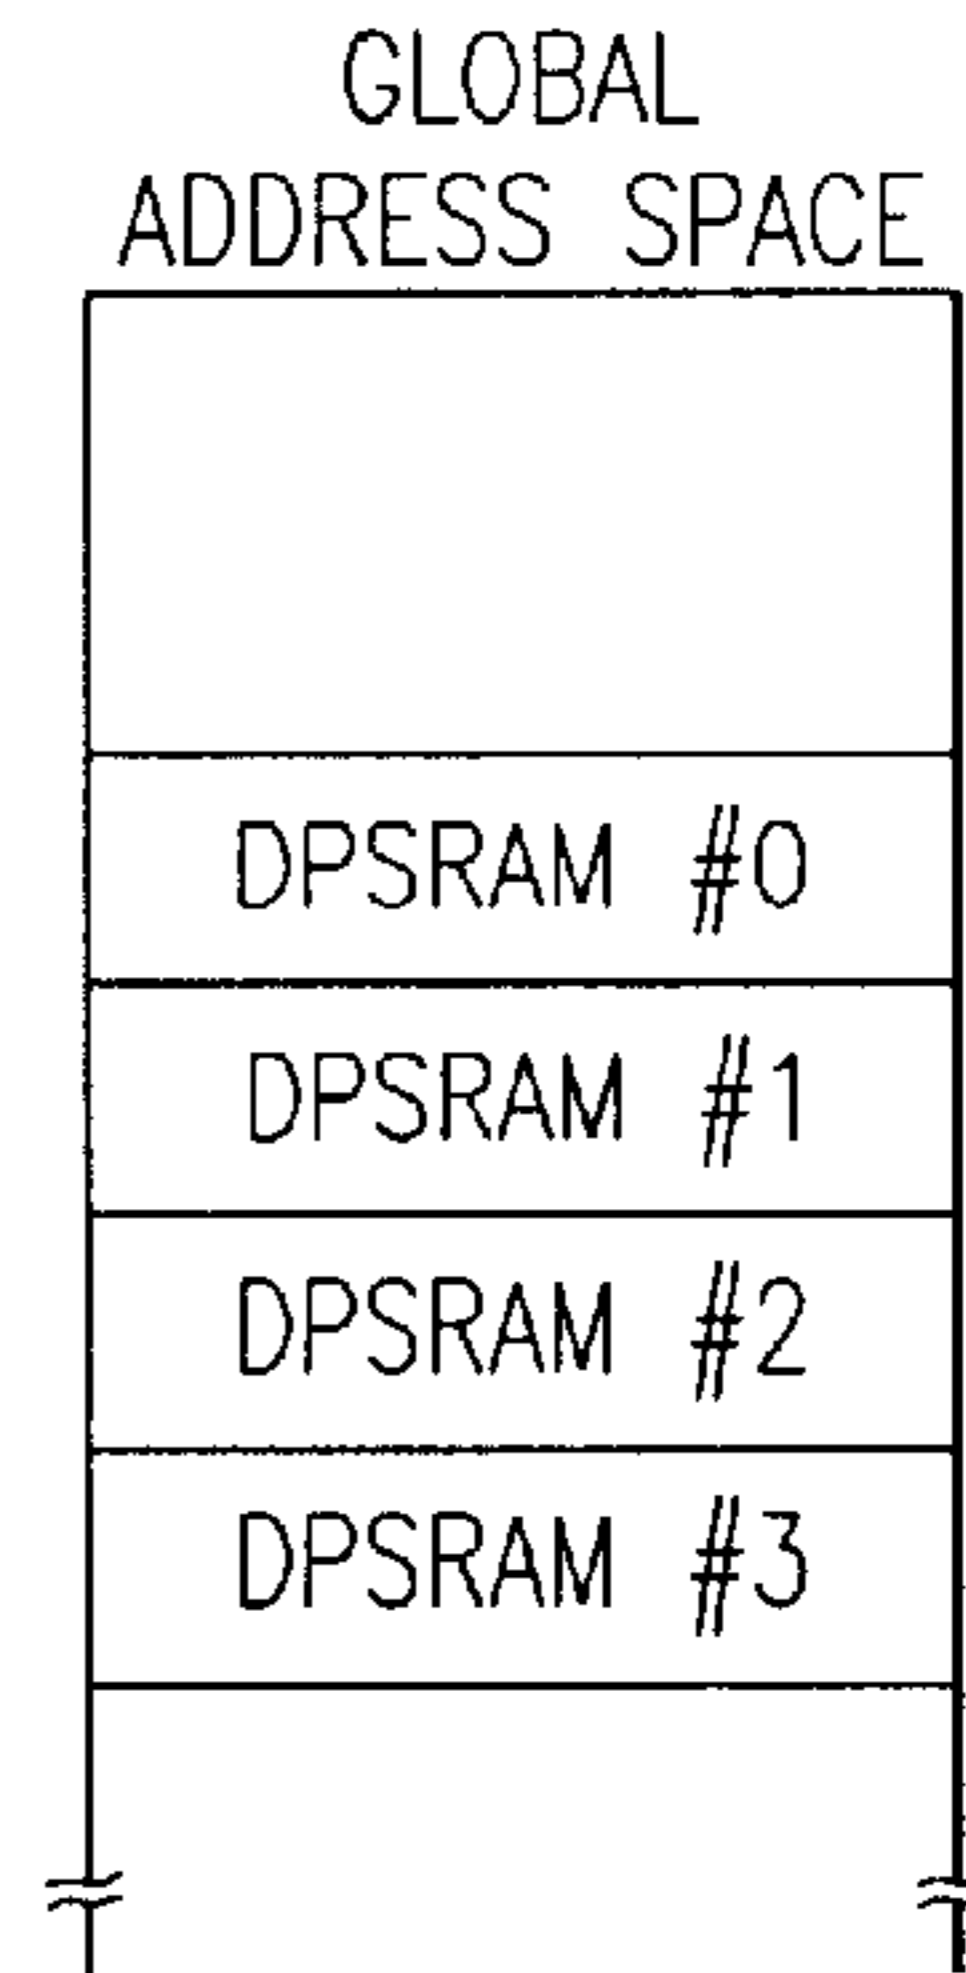 GLOBAL
ADDRESS SPACE
DPSRAM #0
DPSRAM #1
DPSRAM #2
DPSRAM #3